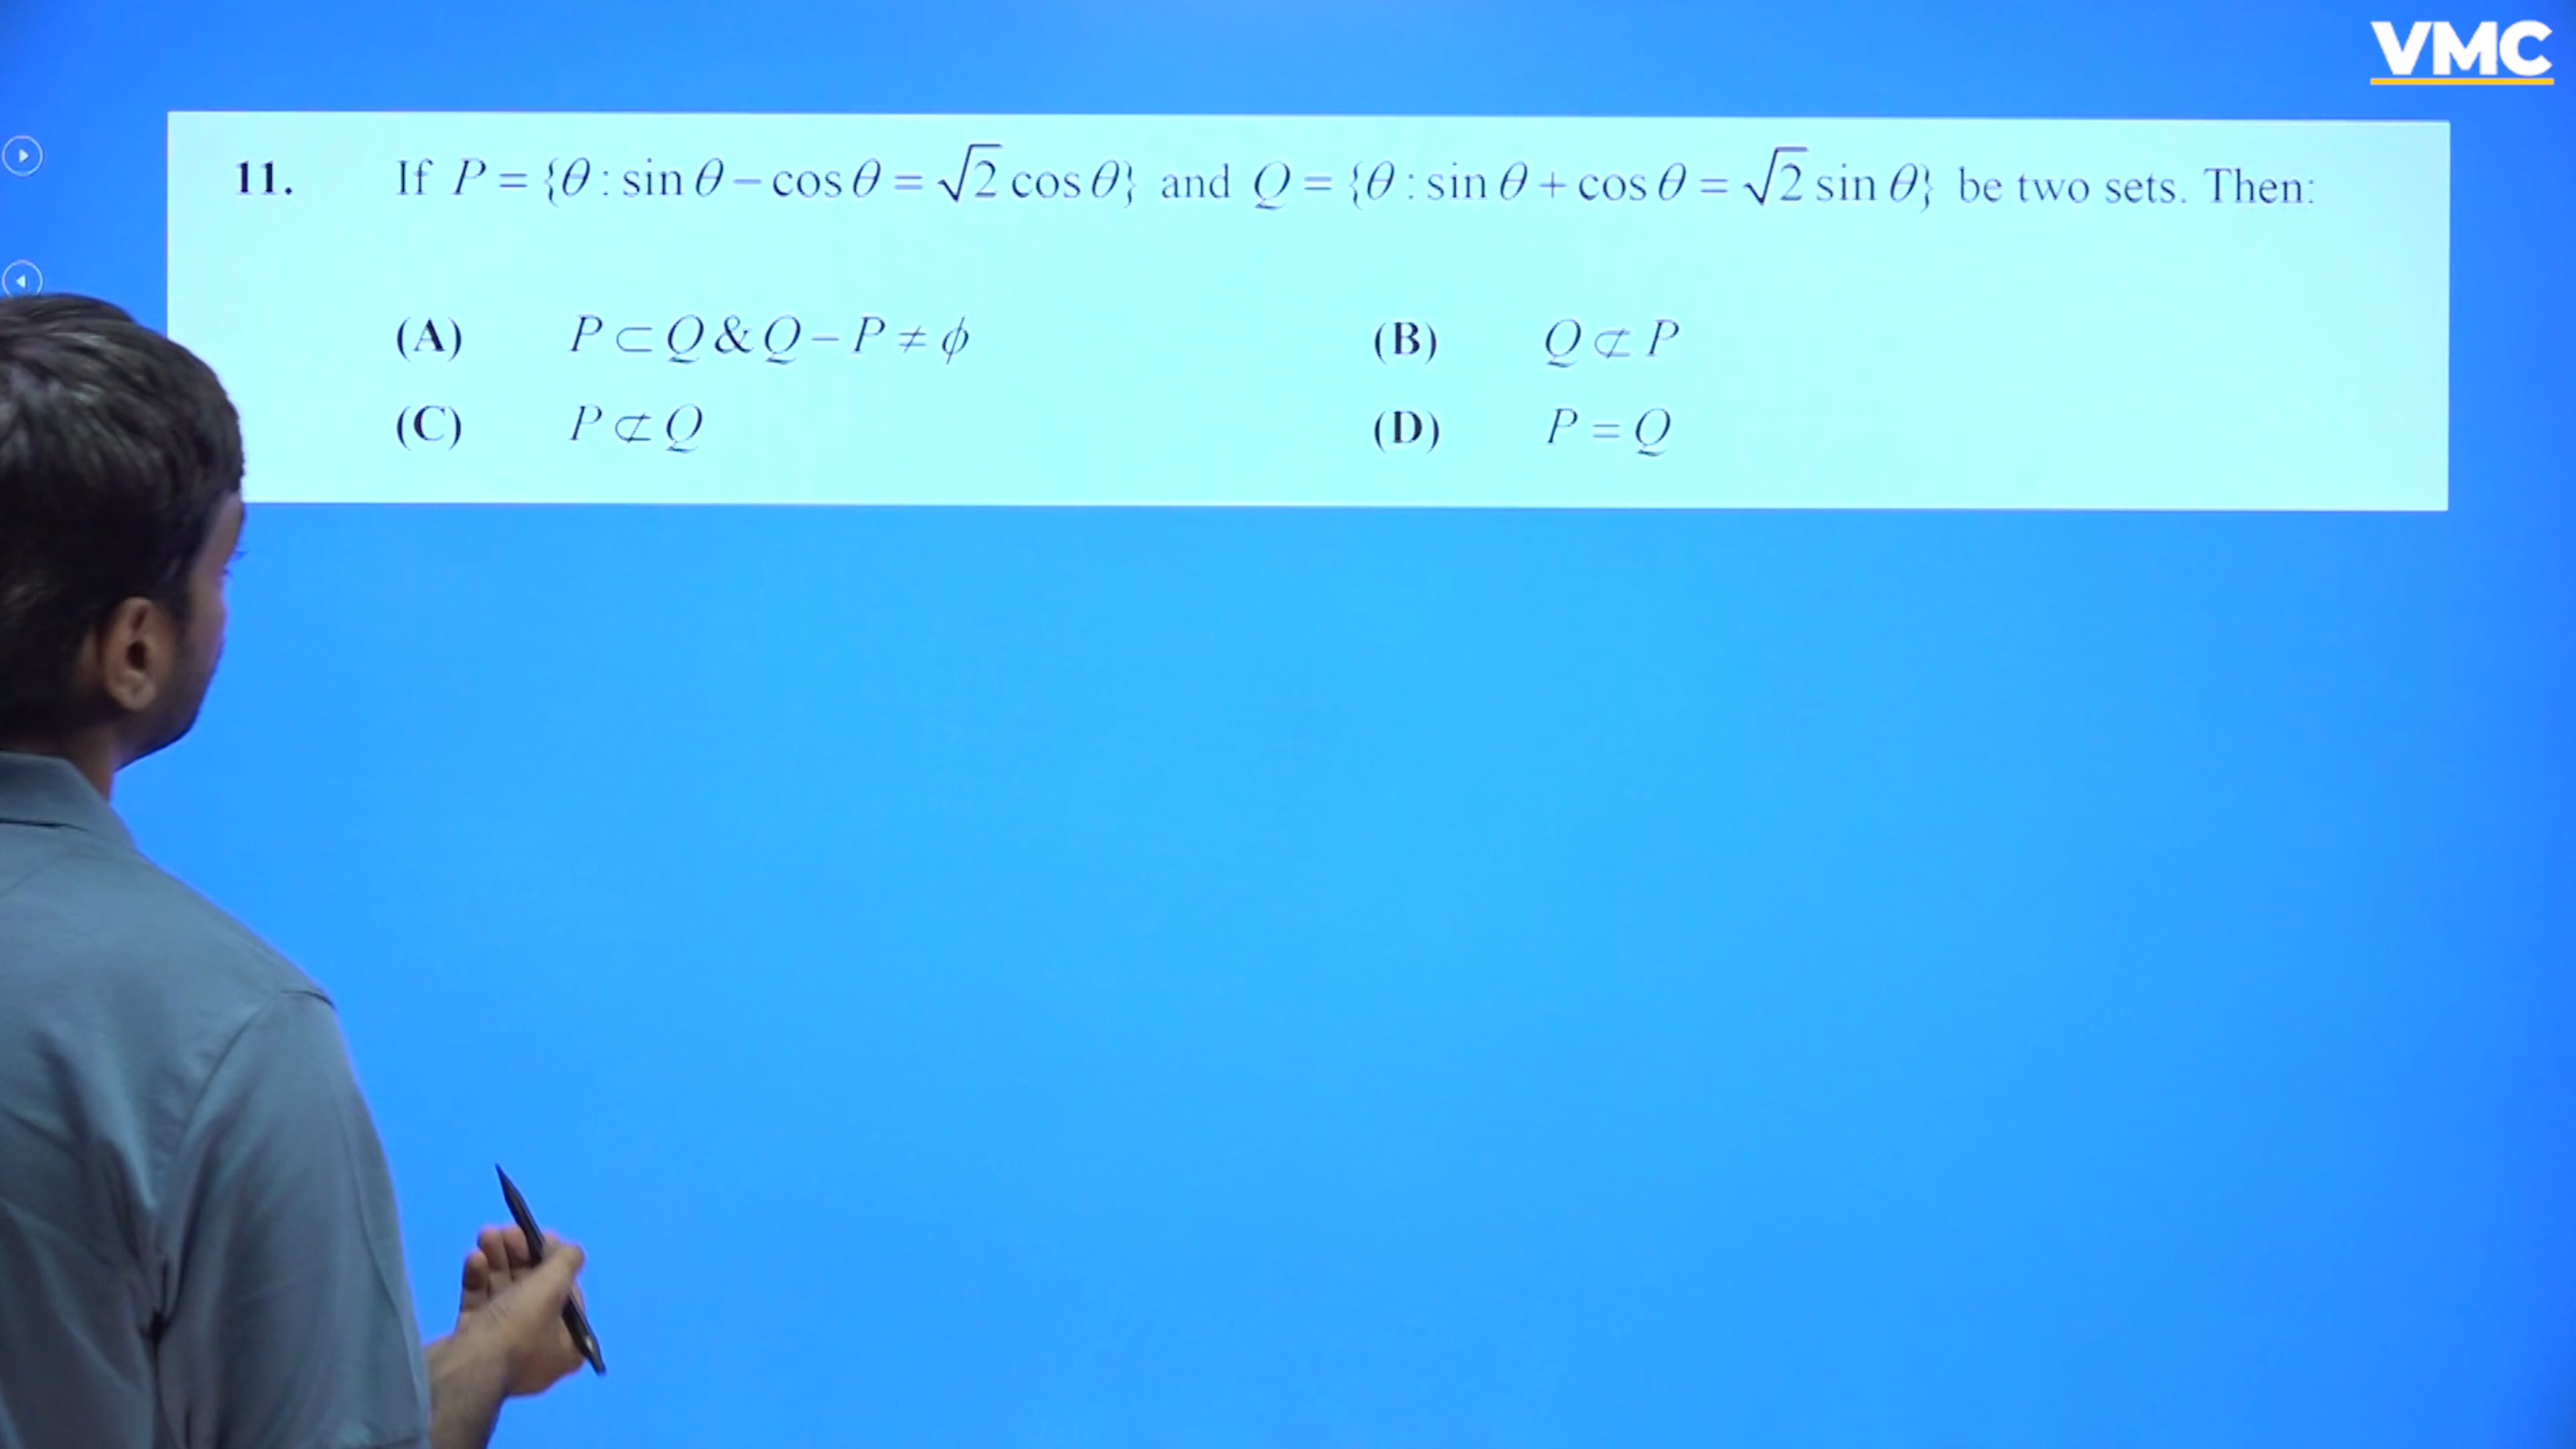 VMC
11. If P = {θ : sin θ – cos θ = √2 cos θ} and Q = {θ : sin θ + cos θ = √2 sin θ} be two sets. Then:
(A) P ⊂ Q & Q – P ≠ ϕ (B) Q ⊄ P
(C) P ⊄ Q (D) P = Q